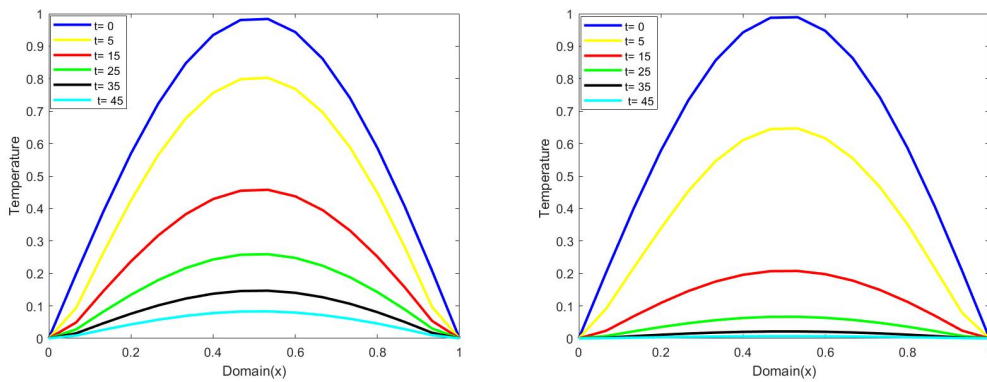 t= 0
t= 5
t= 15
t= 25
t= 35
t= 45
1
0.9
0.8
0.7
0.6
0.5
0.4
0.3
0.2
0.1
0
Temperature
0 0.2 0.4 0.6 0.8 1
Domain(x)
t= 0
t= 5
t= 15
t= 25
t= 35
t= 45
1
0.9
0.8
0.7
0.6
0.5
0.4
0.3
0.2
0.1
0
Temperature
0 0.2 0.4 0.6 0.8
Domain(x)